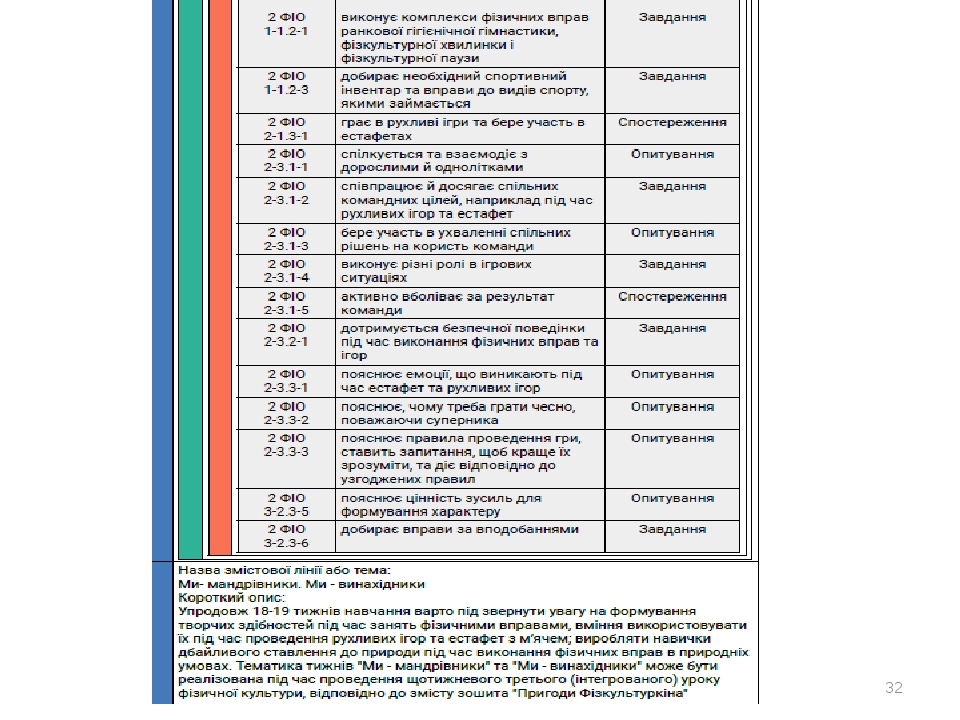 2 ФІО
1-1.2-1
виконує комплекси фізичних вправ
ранкової гігієнічної гімнастики,
фізкультурної хвилинки і
фізкультурної паузи
Завдання
2 ФІО
1-1.2-3
добирає необхідний спортивний
інвентар та вправи до видів спорту,
якими займається
Завдання
2 ФІО
2-1.3-1
грає в рухливі ігри та бере участь в
естафетах
Спостереження
2 ФІО
2-3.1-1
спілкується та взаємодіє з
дорослими й однолітками
Опитування
2 ФІО
2-3.1-2
співпрацює й досягає спільних
командних цілей, наприклад під час
рухливих ігор та естафет
Завдання
2 ФІО
2-3.1-3
бере участь в ухваленні спільних
рішень на користь команди
Опитування
2 ФІО
2-3.1-4
виконує різні ролі в ігрових
ситуаціях
Завдання
2 ФІО
2-3.1-5
активно вболіває за результат
команди
Спостереження
2 ФІО
2-3.2-1
дотримується безпечної поведінки
під час виконання фізичних вправ та
ігор
Завдання
2 ФІО
2-3.3-1
пояснює емоції, що виникають під
час естафет та рухливих ігор
Опитування
2 ФІО
2-3.3-2
пояснює, чому треба грати чесно,
поважаючи суперника
Опитування
2 ФІО
2-3.3-3
пояснює правила проведення гри,
ставить запитання, щоб краще їх
зрозуміти, та діє відповідно до
узгоджених правил
Опитування
2 ФІО
3-2.3-5
пояснює цінність зусиль для
формування характеру
Опитування
2 ФІО
3-2.3-6
добирає вправи за вподобаннями
Завдання
Назва змістової лінії або тема:
Ми- мандрівники. Ми - винахідники
Короткий опис:
Упродовж 18-19 тижнів навчання варто під звернути увагу на формування
творчих здібностей під час занять фізичними вправами, вміння використовувати
їх під час проведення рухливих ігор та естафет з м’ячем; виробляти навички
дбайливого ставлення до природи під час виконання фізичних вправ в природніх
умовах. Тематика тижнів "Ми - мандрівники" та "Ми - винахідники" може бути
реалізована під час проведення щотижневого третього (інтегрованого) уроку
фізичної культури, відповідно до змісту зошита "Пригоди Фізкультуркіна"
32